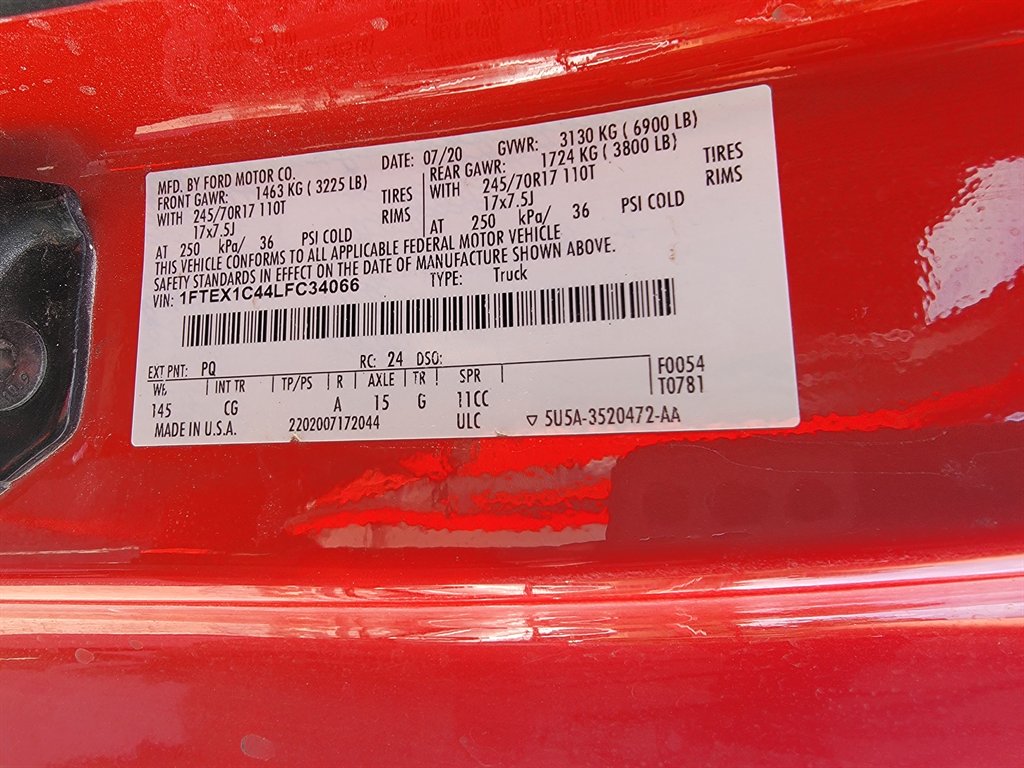 MFD. BY FORD MOTOR CO. DATE: 07/20 GVWR: 3130 KG ( 6900 LB)
FRONT GAWR: 1463 KG ( 3225 LB) REAR GAWR: 1724 KG ( 3800 LB)
WITH 245/70R17 110T TIRES WITH 245/70R17 110T TIRES
17x7.5J RIMS 17x7.5J RIMS
AT 250 kPa/ 36 PSI COLD AT 250 kPa/ 36 PSI COLD
THIS VEHICLE CONFORMS TO ALL APPLICABLE FEDERAL MOTOR VEHICLE
SAFETY STANDARDS IN EFFECT ON THE DATE OF MANUFACTURE SHOWN ABOVE.
VIN: 1FTEX1C44LFC34066 TYPE: Truck
EXT PNT: PQ RC: 24 DSO: F0054
WB INT TR TP/PS R AXLE TR SPR T0781
145 CG A 15 G 11CC
MADE IN U.S.A. 2202007172044 ULC ▽ 5U5A-3520472-AA